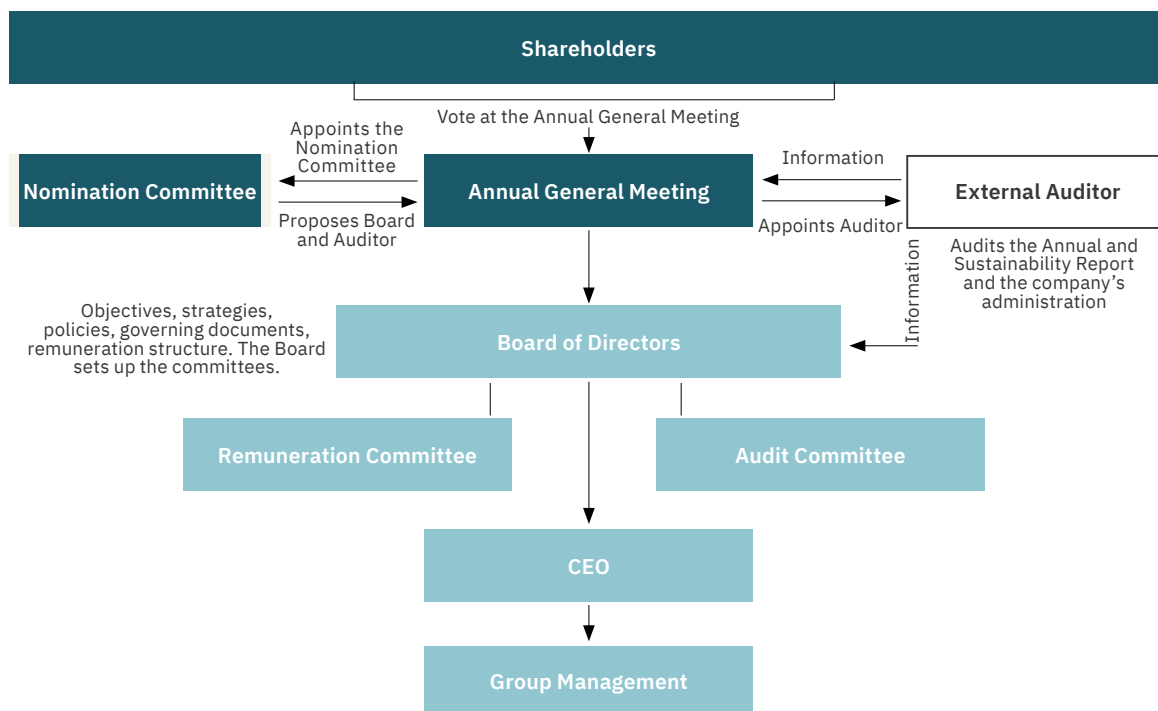 Shareholders
Vote at the Annual General Meeting
Appoints the
Nomination
Committee
Information
Nomination Committee
Annual General Meeting
External Auditor
Proposes Board
and Auditor
Appoints Auditor
Audits the Annual and
Sustainability Report
and the company’s
administration
Information
Objectives, strategies,
policies, governing documents,
remuneration structure. The Board
sets up the committees.
Board of Directors
Remuneration Committee
Audit Committee
CEO
Group Management